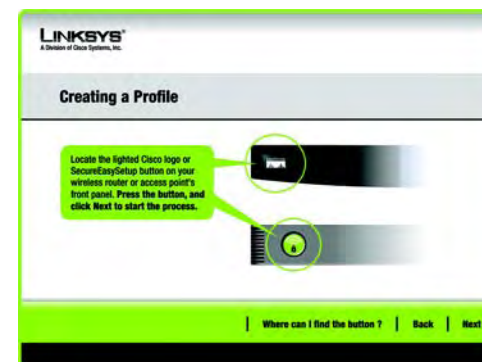 LINKSYS®
A Division of Cisco Systems, Inc.
Creating a Profile
Locate the lighted Cisco logo or
SecureEasySetup button on your
wireless router or access point's
front panel. Press the button, and
click Next to start the process.
Where can I find the button ? | Back | Next